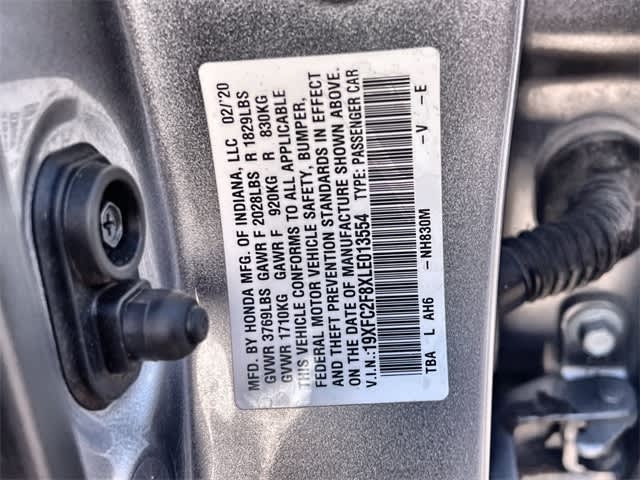 MFD. BY HONDA MFG. OF INDIANA, LLC 02/'20
GVWR 3769LBS GAWR F 2028LBS R 1829LBS
GVWR 1710KG GAWR F 920KG R 830KG
THIS VEHICLE CONFORMS TO ALL APPLICABLE
FEDERAL MOTOR VEHICLE SAFETY, BUMPER,
AND THEFT PREVENTION STANDARDS IN EFFECT
ON THE DATE OF MANUFACTURE SHOWN ABOVE.
V.I.N.:19XFC2F8XLE013554 TYPE: PASSENGER CAR
TBA L AH6 -NH830M -V -E